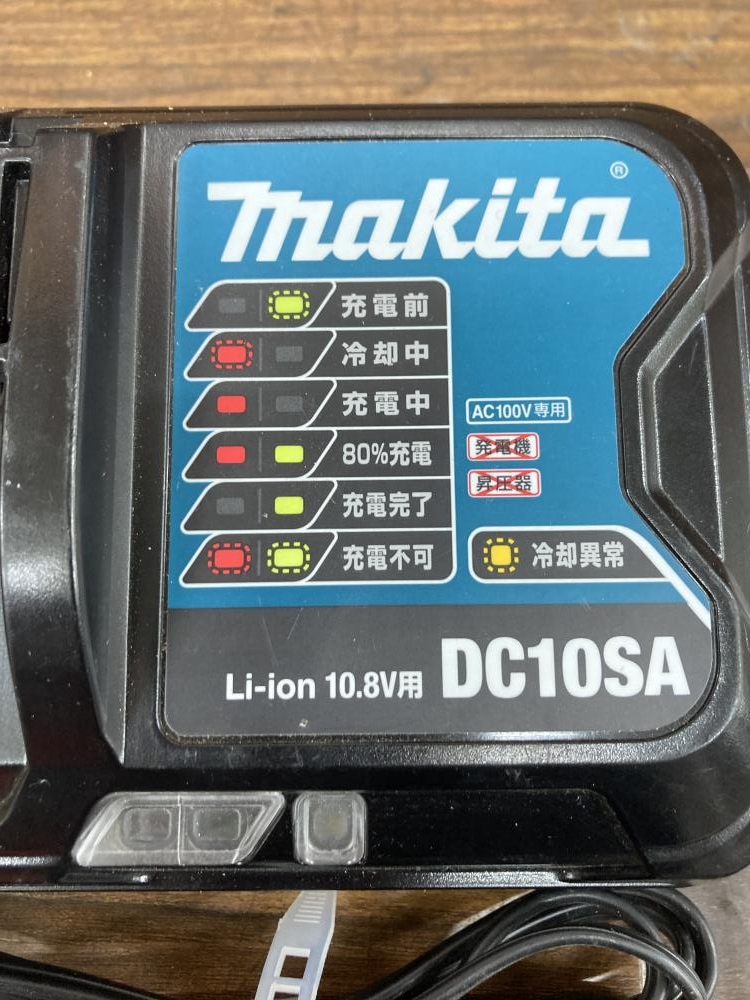 makita®
充電前
冷却中
充電中
80%充電
充電完了
充電不可
AC100V専用
発電機
昇圧器
冷却異常
Li-ion 10.8V用 DC10SA